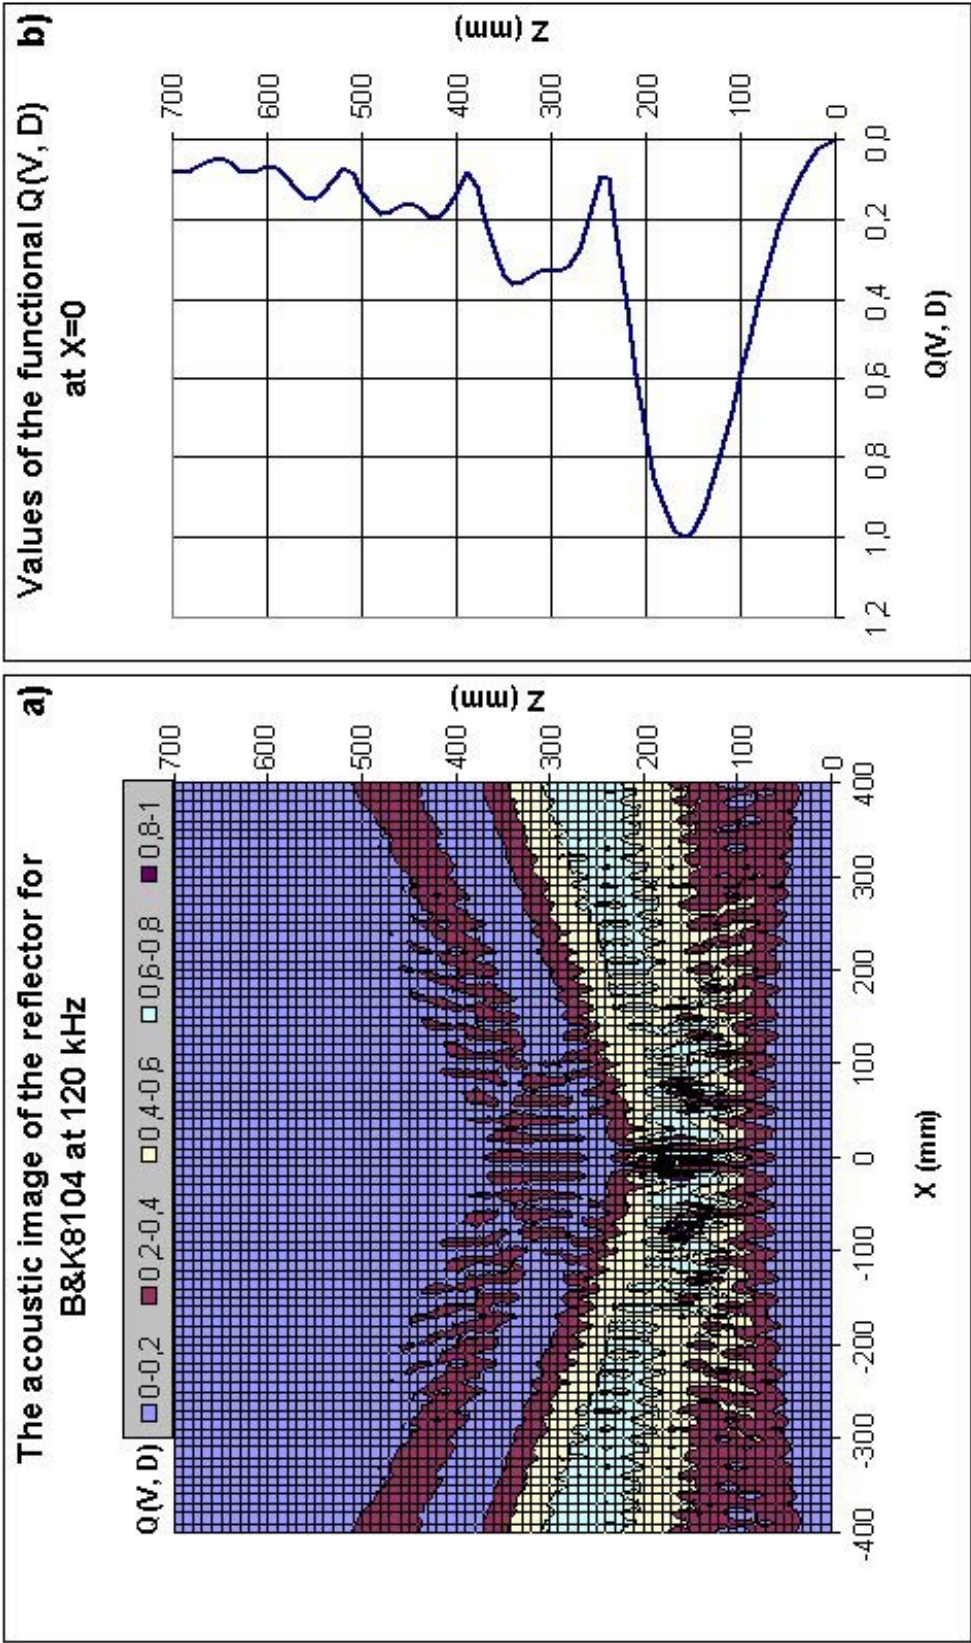 The acoustic image of the reflector for a)
B&K8104 at 120 kHz
Q(V, D) 0-0,2 0,2-0,4 0,4-0,6 0,6-0,8 0,8-1
700
600
500
400
300
200
100
0
Z (mm)
-400 -300 -200 -100 0 100 200 300 400
X (mm)
Values of the functional Q(V, D) b)
at X=0
700
600
500
400
300
200
100
0
Z (mm)
1,2 1,0 0,8 0,6 0,4 0,2 0,0
Q(V, D)